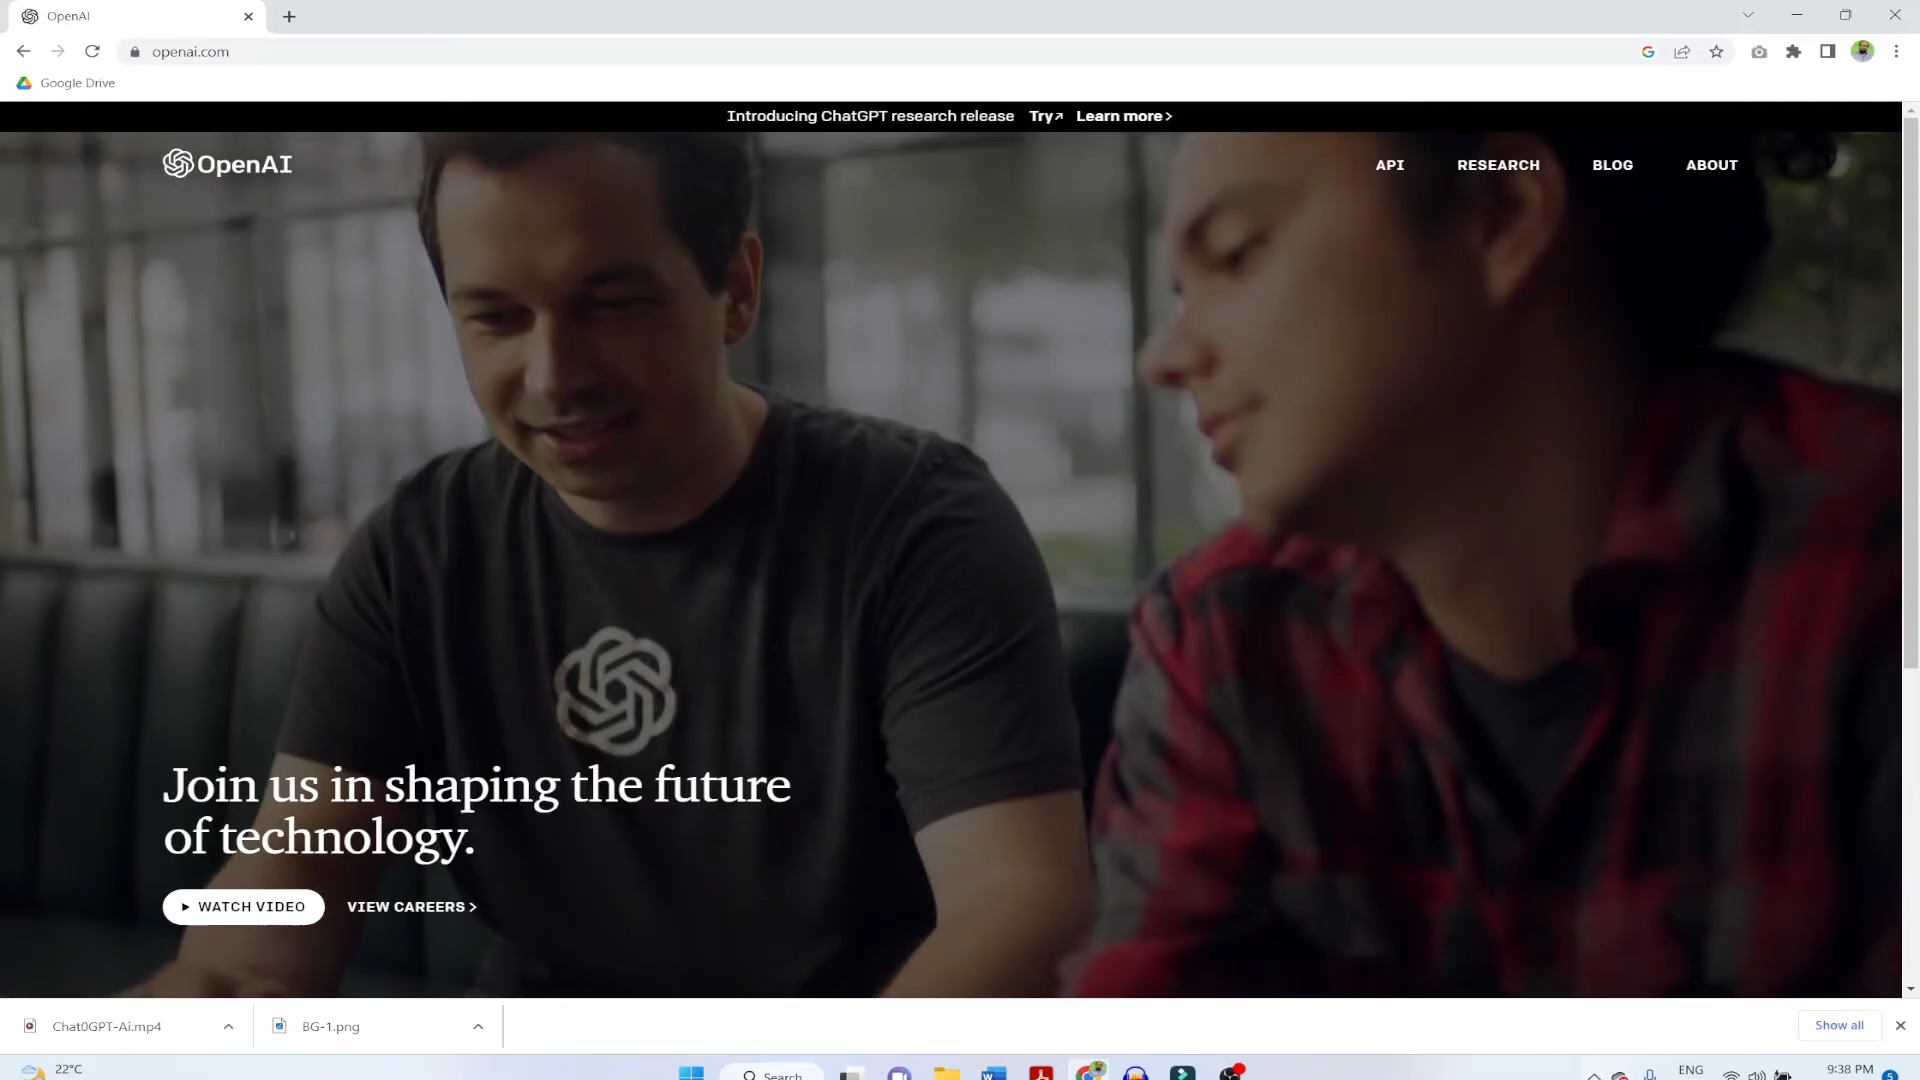 OpenAI
openai.com
Google Drive
Introducing ChatGPT research release Try↗ Learn more >
OpenAI
API RESEARCH BLOG ABOUT
Join us in shaping the future
of technology.
WATCH VIDEO VIEW CAREERS >
Chat0GPT-Ai.mp4 BG-1.png Show all
22°C Search ENG 9:38 PM 5